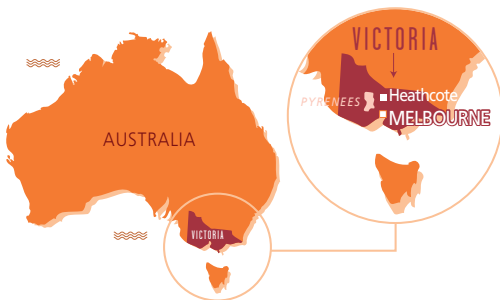 VICTORIA
PYRENEES
Heathcote
MELBOURNE
AUSTRALIA
VICTORIA